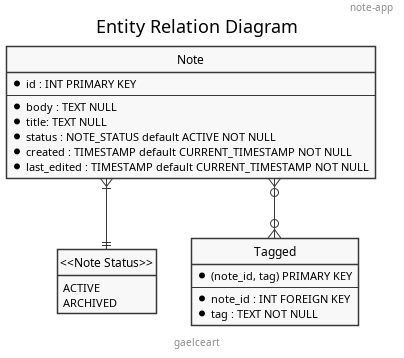 note-app
Entity Relation Diagram
Note
id : INT PRIMARY KEY
body : TEXT NULL
title: TEXT NULL
status : NOTE_STATUS default ACTIVE NOT NULL
created : TIMESTAMP default CURRENT_TIMESTAMP NOT NULL
last_edited : TIMESTAMP default CURRENT_TIMESTAMP NOT NULL
<<Note Status>>
ACTIVE
ARCHIVED
Tagged
(note_id, tag) PRIMARY KEY
note_id : INT FOREIGN KEY
tag : TEXT NOT NULL
gaelceart